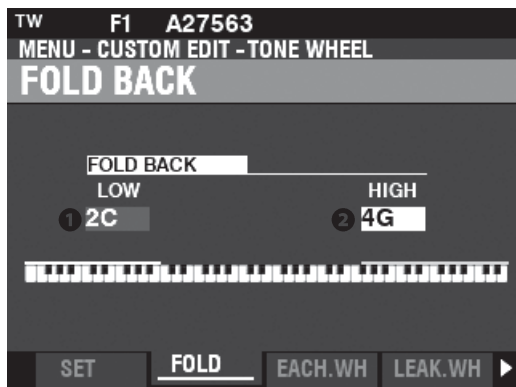 TW F1 A27563
MENU - CUSTOM EDIT - TONE WHEEL
FOLD BACK
FOLD BACK
LOW HIGH
1 2C 2 4G
SET FOLD EACH.WH LEAK.WH